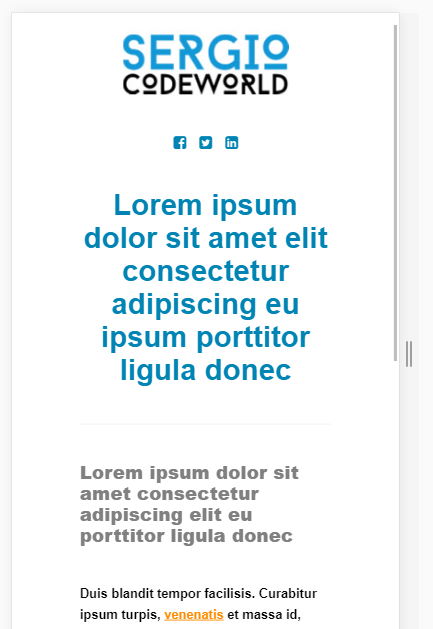 SERGIO
CODEWORLD
Lorem ipsum
dolor sit amet elit
consectetur
adipiscing eu
ipsum porttitor
ligula donec
Lorem ipsum dolor sit
amet consectetur
adipiscing elit eu
porttitor ligula donec
Duis blandit tempor facilisis. Curabitur
ipsum turpis, venenatis et massa id,